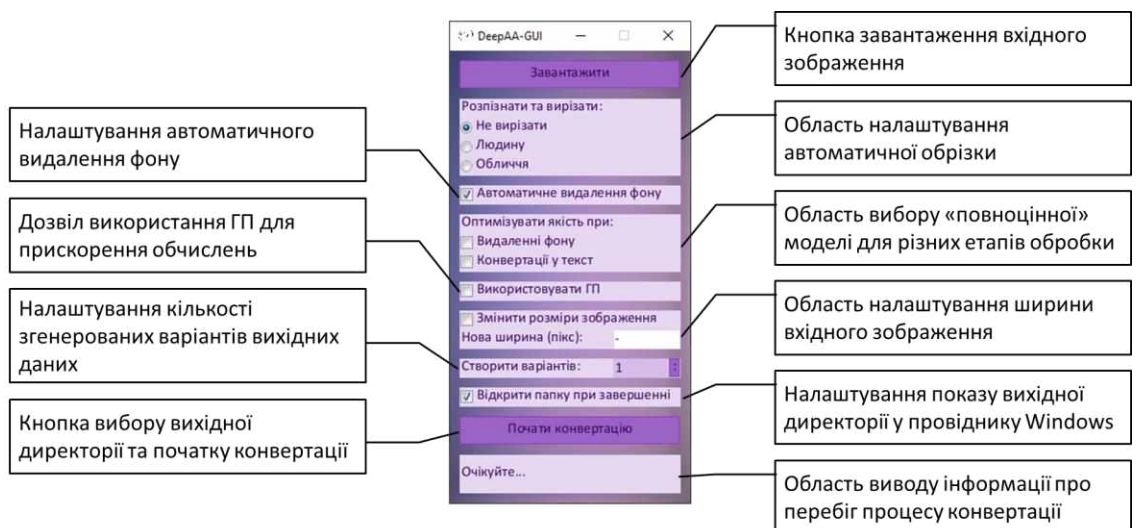 DeepAA-GUI
Завантажити
Розпізнати та вирізати:
Не вирізати
Людину
Обличчя
Автоматичне видалення фону
Оптимізувати якість при:
Видаленні фону
Конвертації у текст
Використовувати ГП
Змінити розміри зображення
Нова ширина (пікс): -
Створити варіантів: 1
Відкрити папку при завершенні
Почати конвертацію
Очікуйте...
Налаштування автоматичного
видалення фону
Дозвіл використання ГП для
прискорення обчислень
Налаштування кількості
згенерованих варіантів вихідних
даних
Кнопка вибору вихідної
директорії та початку конвертації
Кнопка завантаження вхідного
зображення
Область налаштування
автоматичної обрізки
Область вибору «повноцінної»
моделі для різних етапів обробки
Область налаштування ширини
вхідного зображення
Налаштування показу вихідної
директорії у провіднику Windows
Область виводу інформації про
перебіг процесу конвертації